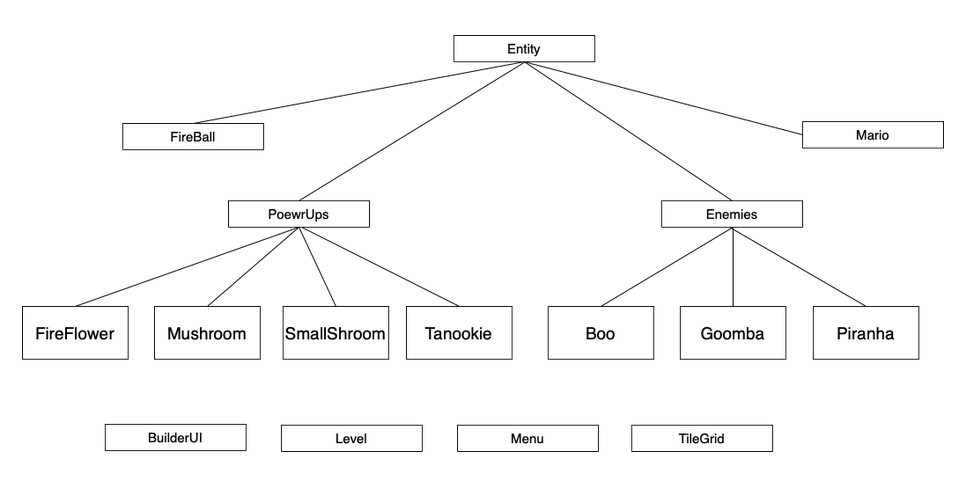 Entity
FireBall
Mario
PoewrUps
Enemies
FireFlower
Mushroom
SmallShroom
Tanookie
Boo
Goomba
Piranha
BuilderUI
Level
Menu
TileGrid